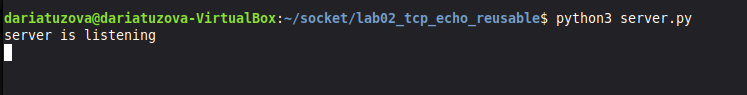 dariatuzova@dariatuzova-VirtualBox:~/socket/lab02_tcp_echo_reusable$ python3 server.py
server is listening